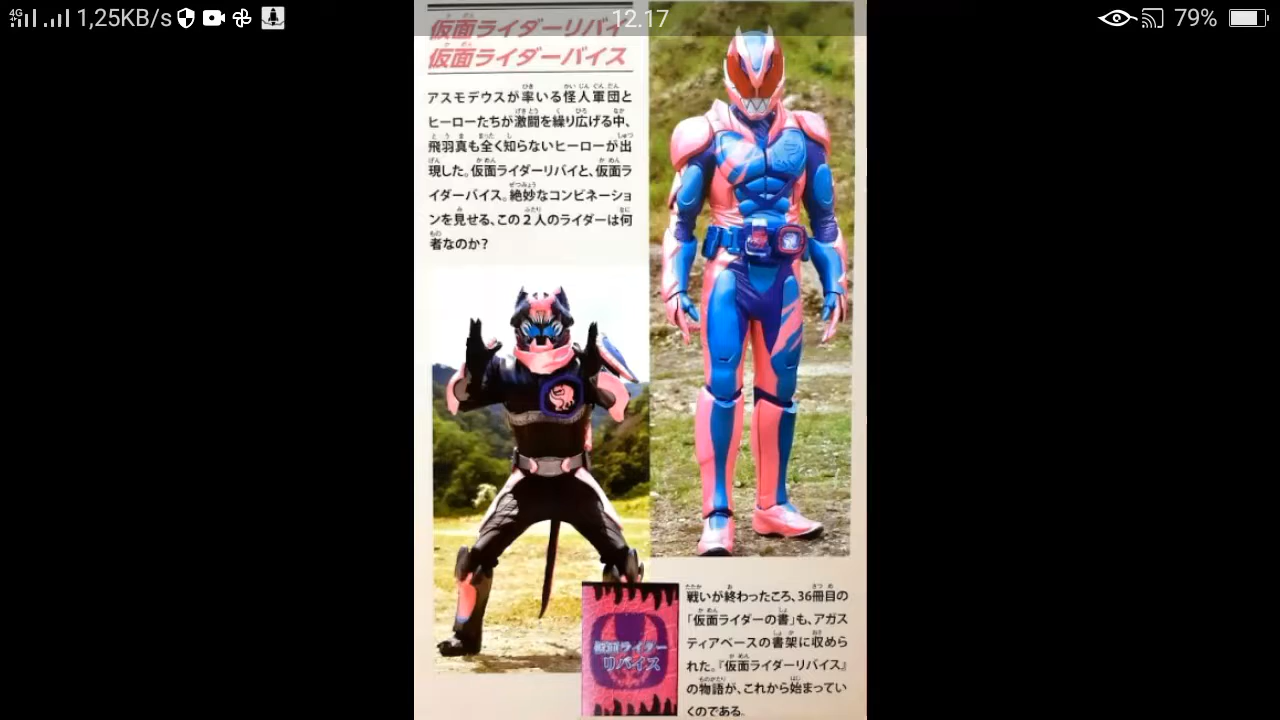 4G
1,25KB/s
12.17
79%
仮面ライダーリバイ
仮面ライダーバイス
アスモデウスが率いる怪人軍団と
ヒーローたちが激闘を繰り広げる中、
飛羽真も全く知らないヒーローが出
現した。仮面ライダーリバイと、仮面ラ
イダーバイス。絶妙なコンビネーショ
ンを見せる、この2人のライダーは何
者なのか?
仮面ライダー
リバイス
戦いが終わったころ、36冊目の
「仮面ライダーの書」も、アガス
ティアベースの書架に収めら
れた。『仮面ライダーリバイス』
の物語が、これから始まってい
くのである。